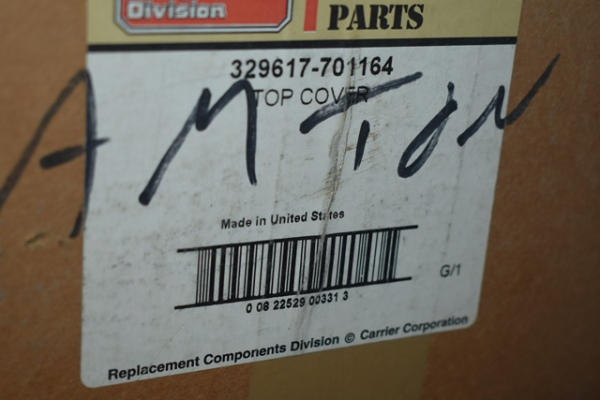 Division
PARTS
329617-701164
TOP COVER
AMTON
Made in United States
0 08 22529 00331 3
G/1
Replacement Components Division © Carrier Corporation